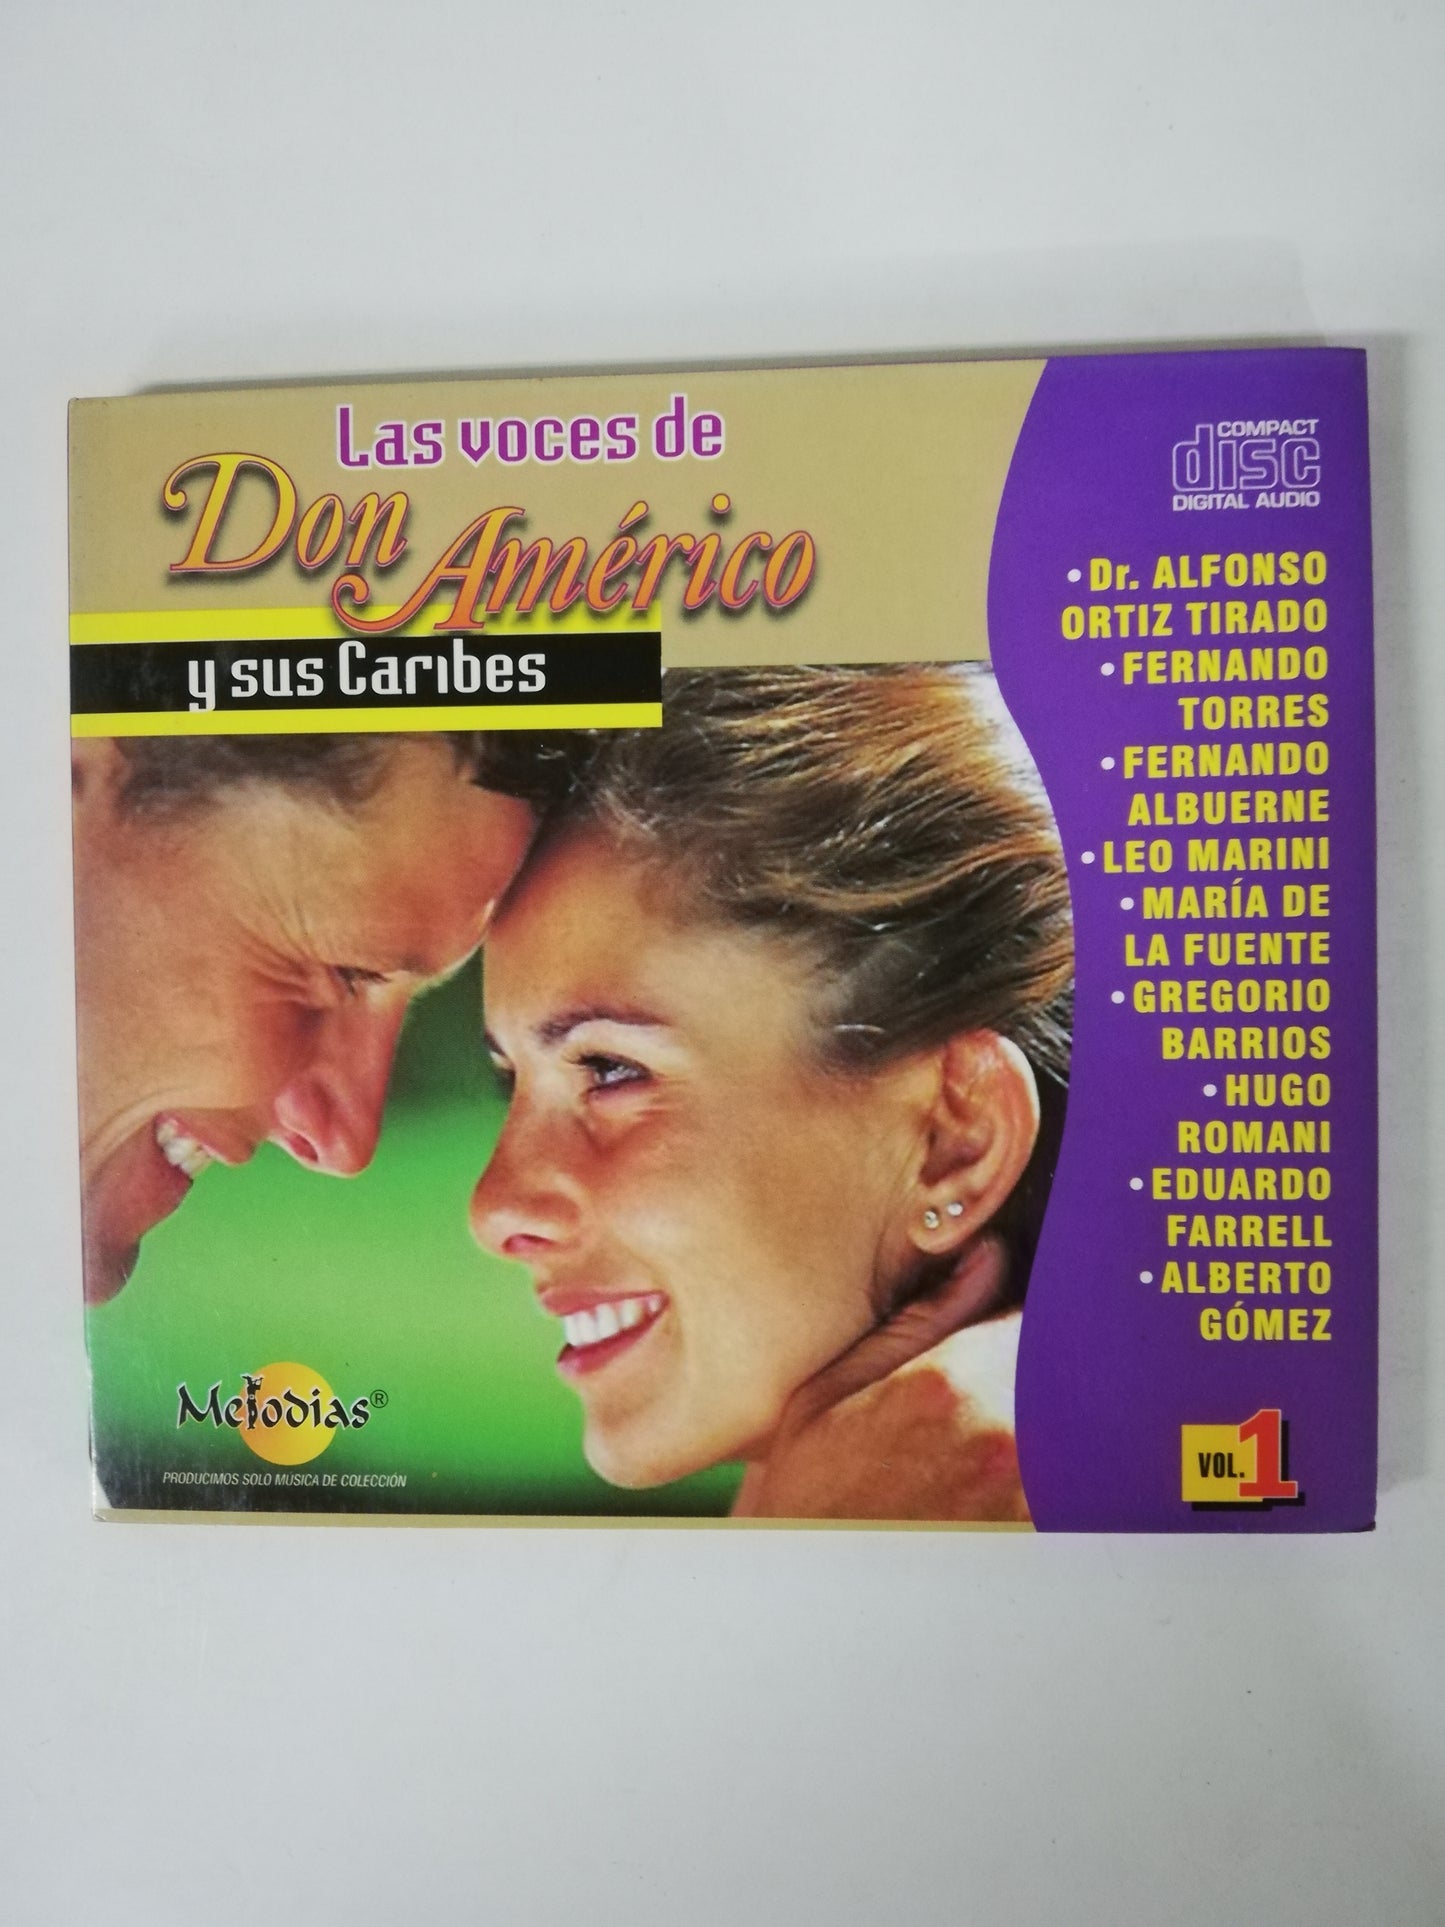 Las voces de
Don Américo
y sus Caribes
COMPACT
disc
DIGITAL AUDIO
•Dr. ALFONSO
ORTIZ TIRADO
•FERNANDO
TORRES
•FERNANDO
ALBUERNE
•LEO MARINI
•MARÍA DE
LA FUENTE
•GREGORIO
BARRIOS
•HUGO
ROMANI
•EDUARDO
FARRELL
•ALBERTO
GÓMEZ
Melodias®
PRODUCIMOS SOLO MÚSICA DE COLECCIÓN
VOL.1